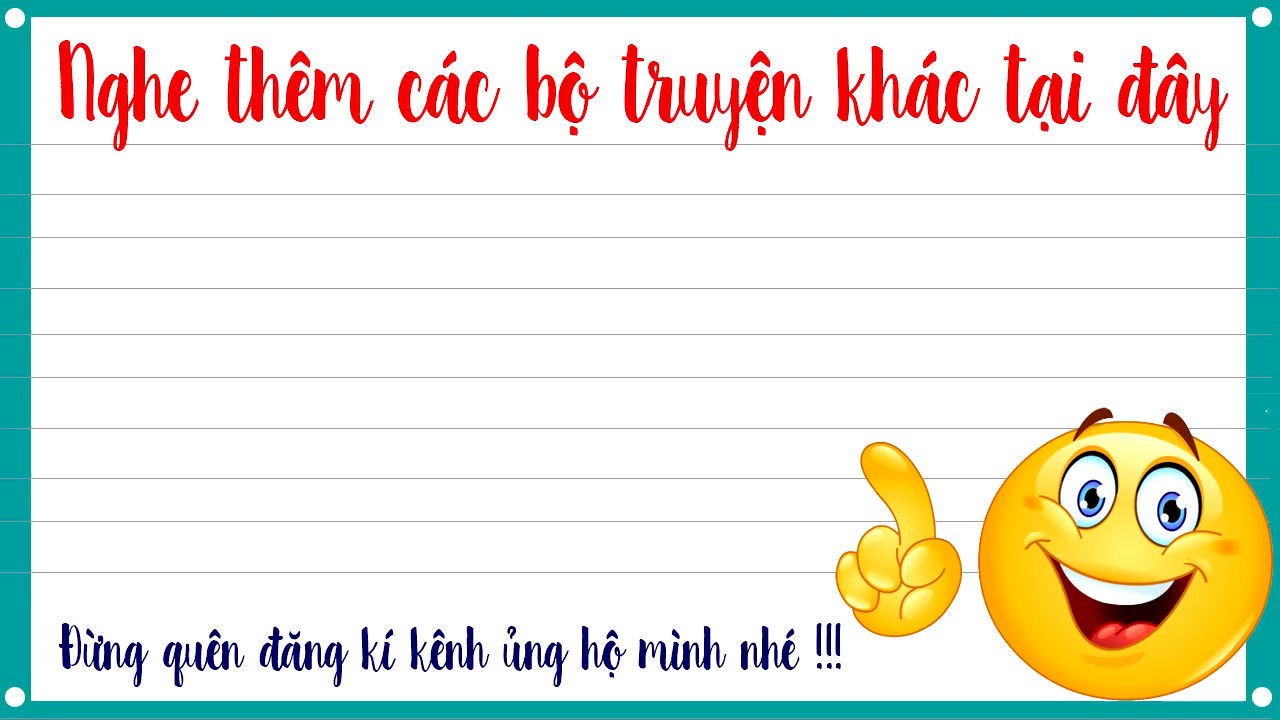 Nghe thêm các bộ truyện khác tại đây
Đừng quên đăng kí kênh ủng hộ mình nhé !!!